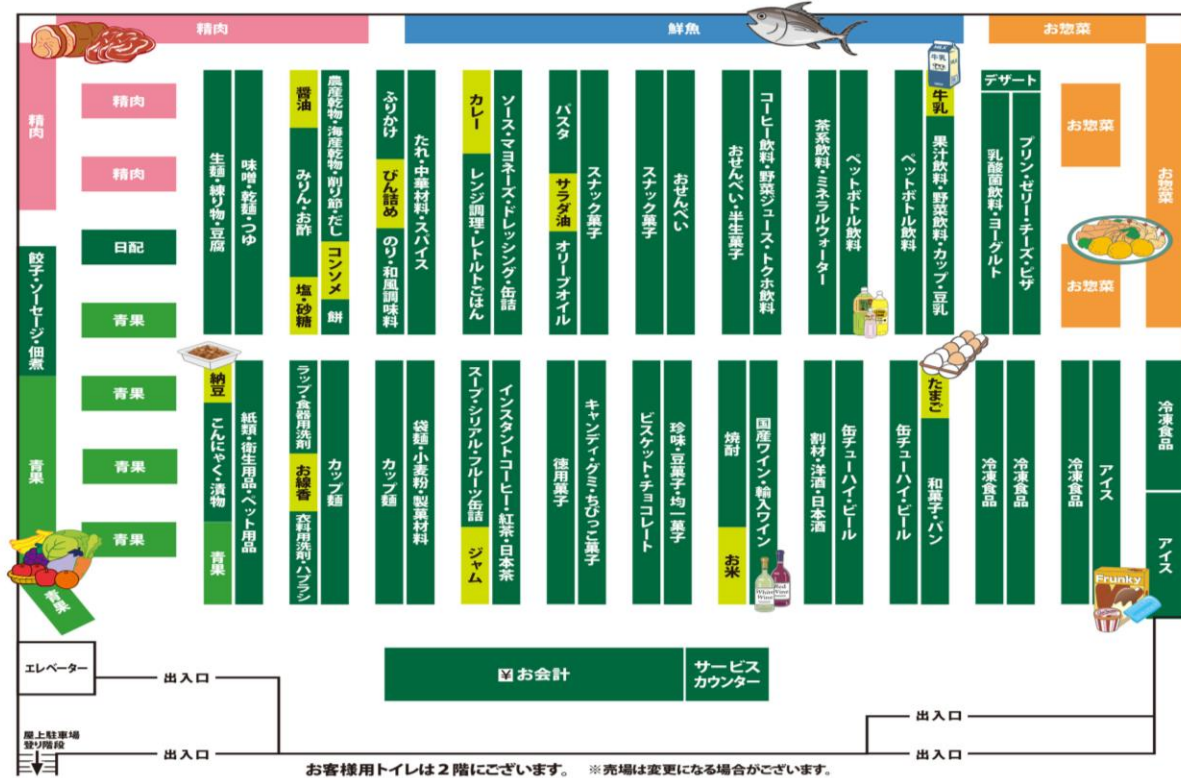 精肉
鮮魚
お惣菜
精肉
精肉
精肉
日配
青果
青果
青果
青果
餃子・ソーセージ・佃煮
青果
青果
生麺・練り物・豆腐
味噌・乾麺・つゆ
醤油
みりん・お酢
塩・砂糖
農産乾物・海産乾物・削り節・だし
コンソメ
餅
ふりかけ
びん詰め
のり・和風調味料
たれ・中華材料・スパイス
カレー
レンジ調理・レトルトごはん
ソース・マヨネーズ・ドレッシング・缶詰
パスタ
サラダ油
オリーブオイル
スナック菓子
スナック菓子
おせんべい
おせんべい・半生菓子
コーヒー飲料・野菜ジュース・トクホ飲料
茶系飲料・ミネラルウォーター
ペットボトル飲料
ペットボトル飲料
牛乳
果汁飲料・野菜飲料・カップ・豆乳
デザート
乳酸菌飲料・ヨーグルト
プリン・ゼリー・チーズ・ピザ
お惣菜
お惣菜
お惣菜
納豆
こんにゃく・漬物
青果
紙類・衛生用品・ペット用品
ラップ・食器用洗剤
お線香
衣料用洗剤・ハブラシ
カップ麺
カップ麺
袋麺・小麦粉・製菓材料
スープ・シリアル・フルーツ缶詰
ジャム
インスタントコーヒー・紅茶・日本茶
徳用菓子
キャンディ・グミ・ちびっこ菓子
ビスケット・チョコレート
珍味・豆菓子・均一菓子
焼酎
お米
国産ワイン・輸入ワイン
White Wine
Red Wine
割材・洋酒・日本酒
缶チューハイ・ビール
缶チューハイ・ビール
たまご
和菓子・パン
冷凍食品
冷凍食品
冷凍食品
アイス
冷凍食品
アイス
Frunky
MILK
牛乳
エレベーター
出入口
¥お会計
サービス
カウンター
出入口
屋上駐車場
登り階段
出入口
出入口
お客様用トイレは2階にございます。 ※売場は変更になる場合がございます。